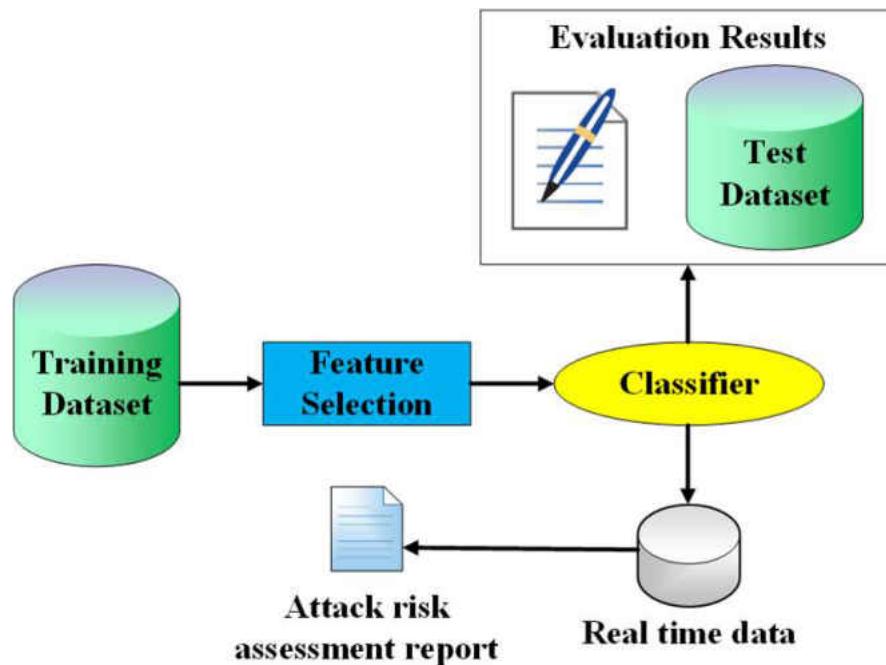 Evaluation Results
Test
Dataset
Training
Dataset
Feature
Selection
Classifier
Attack risk
assessment report
Real time data